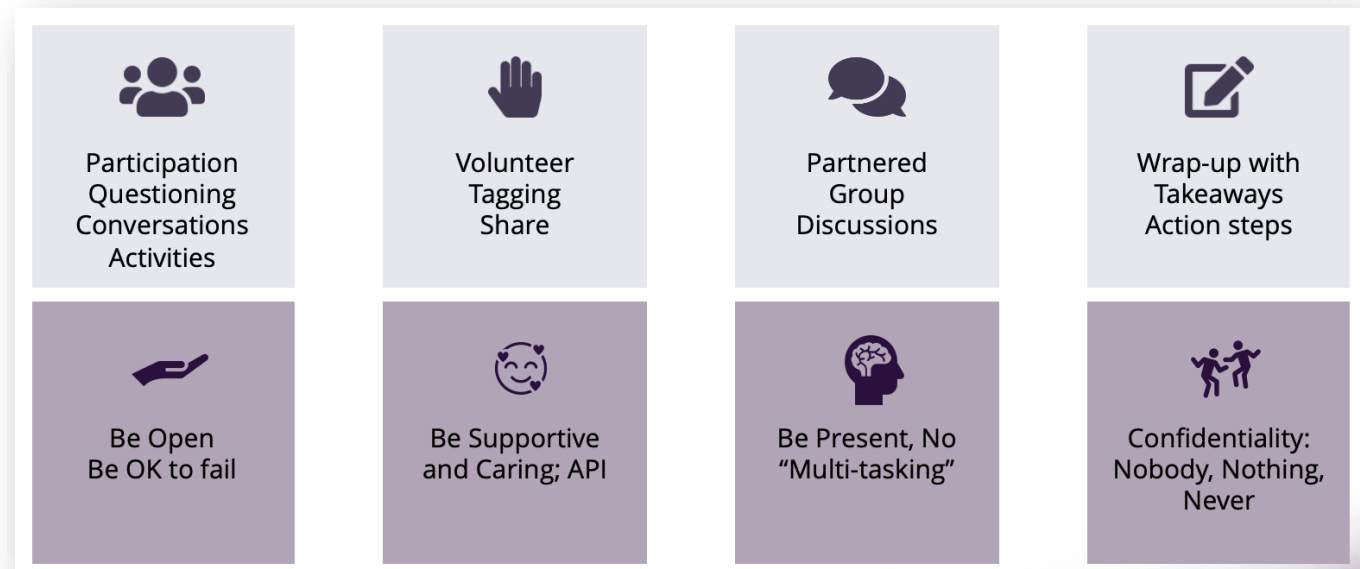 Participation
Questioning
Conversations
Activities
Volunteer
Tagging
Share
Partnered
Group
Discussions
Wrap-up with
Takeaways
Action steps
Be Open
Be OK to fail
Be Supportive
and Caring; API
Be Present, No
“Multi-tasking”
Confidentiality:
Nobody, Nothing,
Never